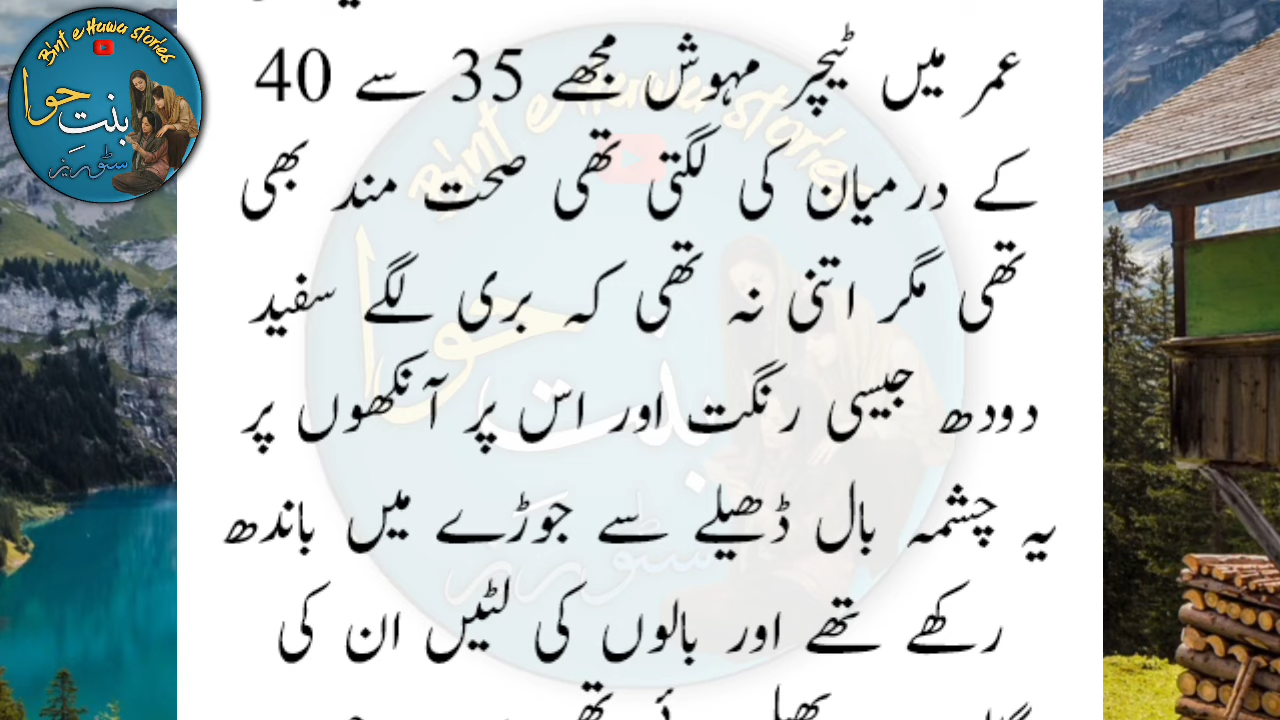 Bint e Hawa stories
بنتِ حوا
سٹوریز
عمر میں ٹیچر مہوش مجھے 35 سے 40
کے درمیان کی لگتی تھی صحت مند بھی
تھی مگر اتنی نہ تھی کہ بری لگے سفید
دودھ جیسی رنگت اور اس پر آنکھوں پر
یہ چشمہ بال ڈھیلے سے جوڑے میں باندھ
رکھے تھے اور بالوں کی لٹیں ان کی